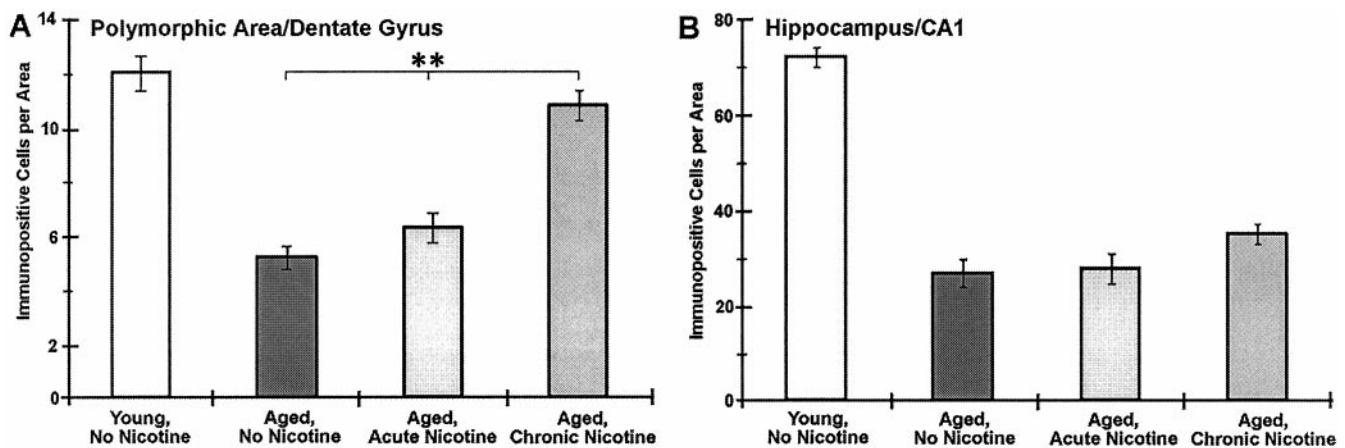 A Polymorphic Area/Dentate Gyrus
14
10
6
2
0
Immunopositive Cells per Area
**
Young,
No Nicotine
Aged,
No Nicotine
Aged,
Acute Nicotine
Aged,
Chronic Nicotine
B Hippocampus/CA1
80
60
40
20
0
Immunopositive Cells per Area
Young,
No Nicotine
Aged,
No Nicotine
Aged,
Acute Nicotine
Aged,
Chronic Nicotine